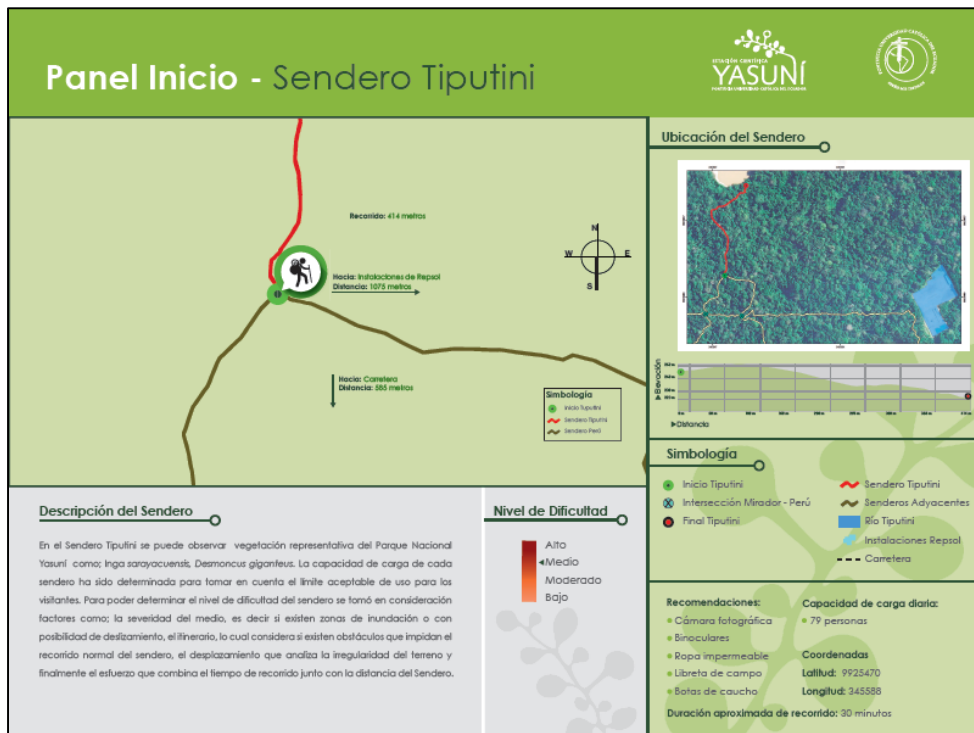 Panel Inicio - Sendero Tiputini
ESTACIÓN CIENTÍFICA
YASUNÍ
PONTIFICIA UNIVERSIDAD CATÓLICA DEL ECUADOR
Recorrido: 414 metros
Hacia: Instalaciones de Repsol
Distancia: 1075 metros
N
W E
S
Hacia: Carretera
Distancia: 585 metros
Simbología
Inicio Tiputini
Sendero Tiputini
Sendero Perú
Ubicación del Sendero
Elevación
Distancia
Simbología
Inicio Tiputini
Intersección Mirador - Perú
Final Tiputini
Sendero Tiputini
Senderos Adyacentes
Río Tiputini
Instalaciones Repsol
Carretera
Descripción del Sendero
En el Sendero Tiputini se puede observar vegetación representativa del Parque Nacional
Yasuní como; Inga sarayacuensis, Desmoncus giganteus. La capacidad de carga de cada
sendero ha sido determinada para tomar en cuenta el límite aceptable de uso para los
visitantes. Para poder determinar el nivel de dificultad del sendero se tomó en consideración
factores como; la severidad del medio, es decir si existen zonas de inundación o con
posibilidad de deslizamiento, el itinerario, lo cual considera si existen obstáculos que impidan el
recorrido normal del sendero, el desplazamiento que analiza la irregularidad del terreno y
finalmente el esfuerzo que combina el tiempo de recorrido junto con la distancia del Sendero.
Nivel de Dificultad
Alto
Medio
Moderado
Bajo
Recomendaciones:
Cámara fotográfica
Binoculares
Ropa impermeable
Libreta de campo
Botas de caucho
Capacidad de carga diaria:
79 personas
Coordenadas
Latitud: 9925470
Longitud: 345588
Duración aproximada de recorrido: 30 minutos